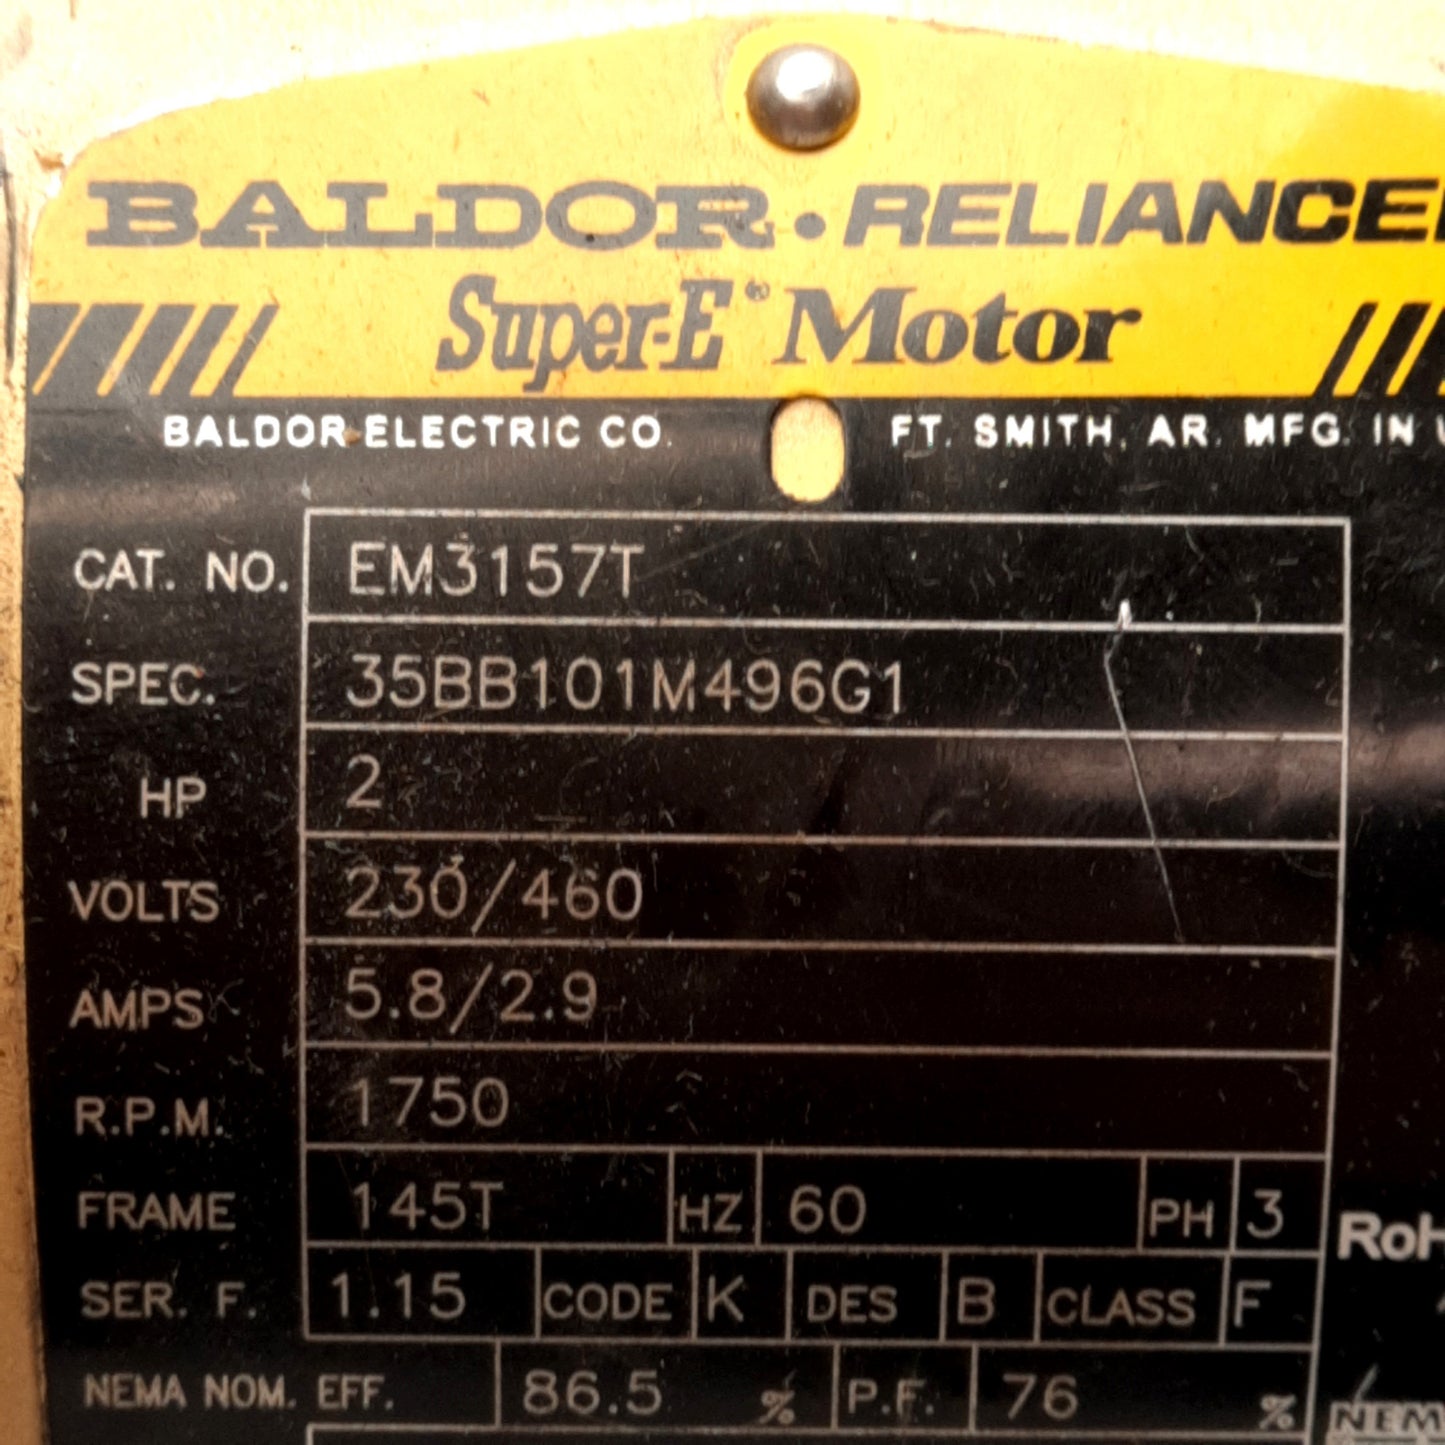 BALDOR • RELIANCE
Super-E® Motor
BALDOR ELECTRIC CO. FT. SMITH, AR. MFG. IN
CAT. NO. EM3157T
SPEC. 35BB101M496G1
HP 2
VOLTS 230/460
AMPS 5.8/2.9
R.P.M. 1750
FRAME 145T HZ 60 PH 3
SER. F. 1.15 CODE K DES B CLASS F
NEMA NOM. EFF. 86.5 % P.F. 76 %